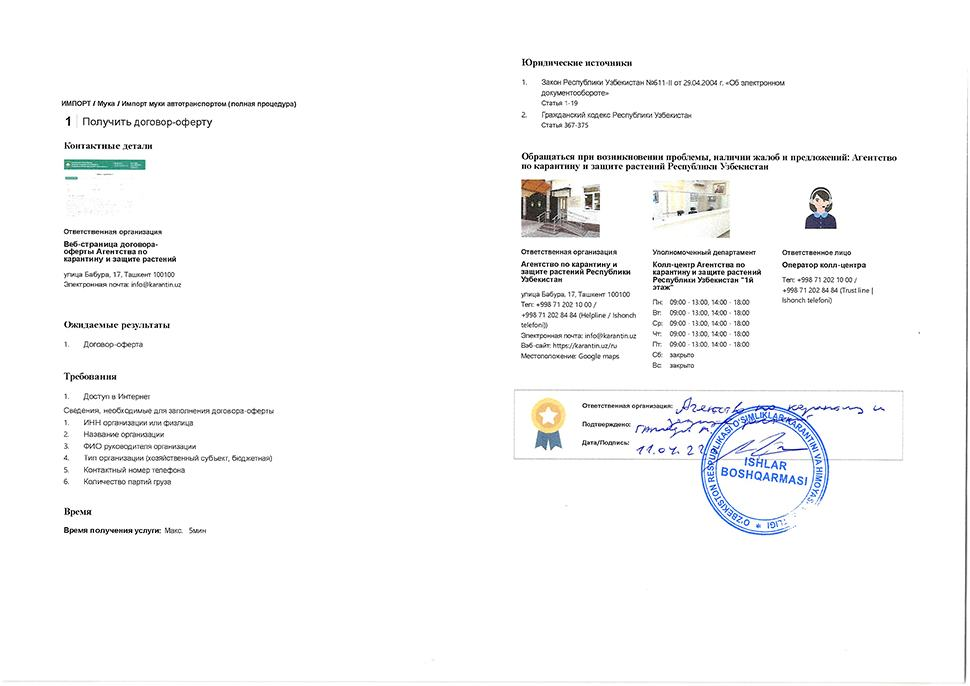 ИМПОРТ / Мука / Импорт муки автотранспортом (полная процедура)
1 Получить договор-оферту
Контактные детали
Ответственная организация
Веб-страница договора-
оферты Агентства по
карантину и защите растений
улица Бабура, 17, Ташкент 100100
Электронная почта: info@karantin.uz
Ожидаемые результаты
1. Договор-оферта
Требования
1. Доступ в Интернет
Сведения, необходимые для заполнения договора-оферты
1. ИНН организации или физлица
2. Название организации
3. ФИО руководителя организации
4. Тип организации (хозяйственный субъект, бюджетная)
5. Контактный номер телефона
6. Количество партий груза
Время
Время получения услуги: Макс. 5мин
Юридические источники
1. Закон Республики Узбекистан №611-II от 29.04.2004 г. «Об электронном
документообороте»
Статья 1-19
2. Гражданский кодекс Республики Узбекистан
Статья 367-375
Обращаться при возникновении проблемы, наличии жалоб и предложений: Агентство
по карантину и защите растений Республики Узбекистан
Ответственная организация
Агентство по карантину и
защите растений Республики
Узбекистан
улица Бабура, 17, Ташкент 100100
Тел: +998 71 202 10 00 /
+998 71 202 84 84 (Helpline / Ishonch
telefoni))
Электронная почта: info@karantin.uz
Вэб-сайт: https://karantin.uz/ru
Местоположение: Google maps
Уполномоченный департамент
Колл-центр Агентства по
карантину и защите растений
Республики Узбекистан "1й
этаж"
Пн: 09:00 - 13:00, 14:00 - 18:00
Вт: 09:00 - 13:00, 14:00 - 18:00
Ср: 09:00 - 13:00, 14:00 - 18:00
Чт: 09:00 - 13:00, 14:00 - 18:00
Пт: 09:00 - 13:00, 14:00 - 18:00
Сб: закрыто
Вс: закрыто
Ответственное лицо
Оператор колл-центра
Тел: +998 71 202 10 00 /
+998 71 202 84 84 (Trust line |
Ishonch telefoni)
Ответственная организация: Агентство по карантину и
Подтверждено:
Дата/Подпись: 11.04.22
O'ZBEKISTON RESPUBLIKASI O'SIMLIKLAR KARANTINI VA HIMOYASI
ISHLAR
BOSHQARMASI